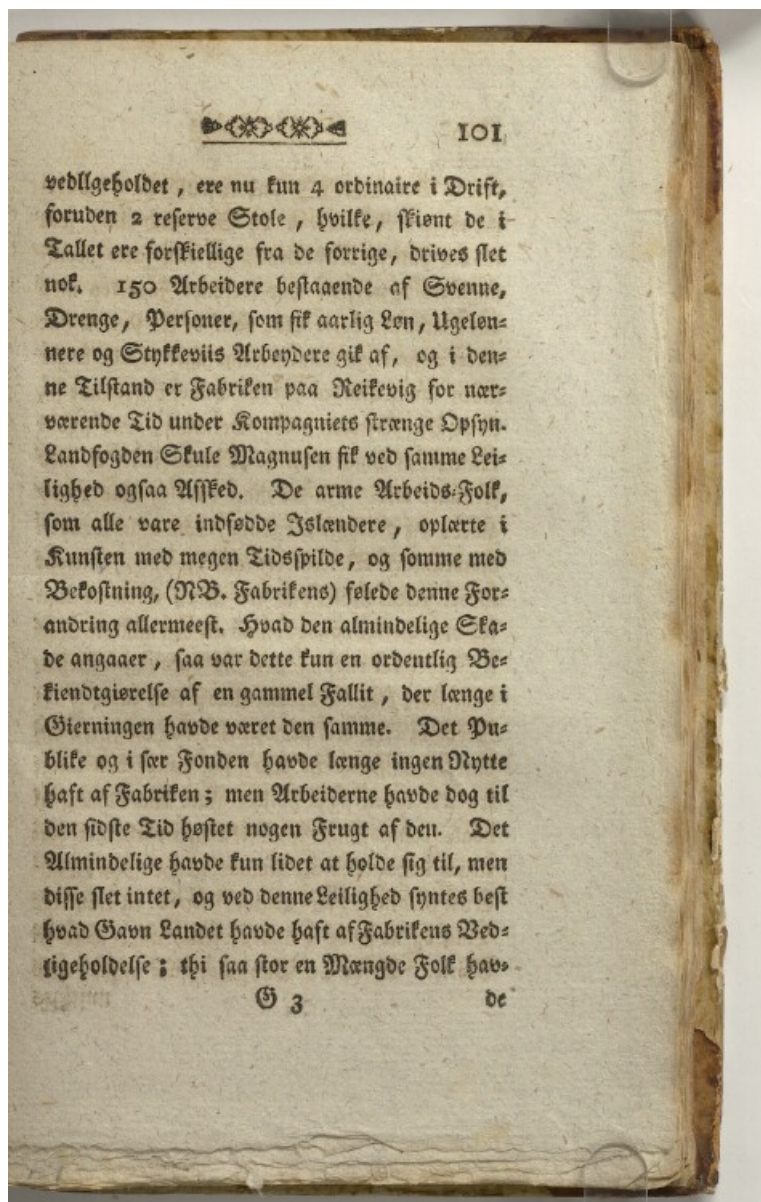 101
vedllgeholdet, ere nu kun 4 ordinaire i Drift,
foruden 2 reserve Stole, hvilke, skiønt de i
Tallet ere forskiellige fra de forrige, drives slet
nok. 150 Arbeidere bestaaende af Svenne,
Drenge, Personer, som fik aarlig Løn, Ugeløn-
nere og Stykkeviis Arbeydere gik af, og i den-
ne Tilstand er Fabriken paa Reikevig for nær-
værende Tid under Kompagniets strænge Opsyn.
Landfogden Skule Magnusen fik ved samme Lei-
lighed ogsaa Afsked. De arme Arbeids-Folk,
som alle vare indfødde Islændere, oplærte i
Kunsten med megen Tidsspilde, og somme med
Bekostning, (NB. Fabrikens) følede denne For-
andring allermeest. Hvad den almindelige Ska-
de angaaer, saa var dette kun en ordentlig Be-
kiendtgiørelse af en gammel Fallit, der længe i
Gierningen havde været den samme. Det Pu-
blike og i sær Fonden havde længe ingen Nytte
haft af Fabriken; men Arbeiderne havde dog til
den sidste Tid høstet nogen Frugt af den. Det
Almindelige havde kun lidet at holde sig til, men
disse slet intet, og ved denne Leilighed syntes best
hvad Gavn Landet havde haft af Fabrikens Ved-
ligeholdelse; thi saa stor en Mængde Folk hav-
G 3 de